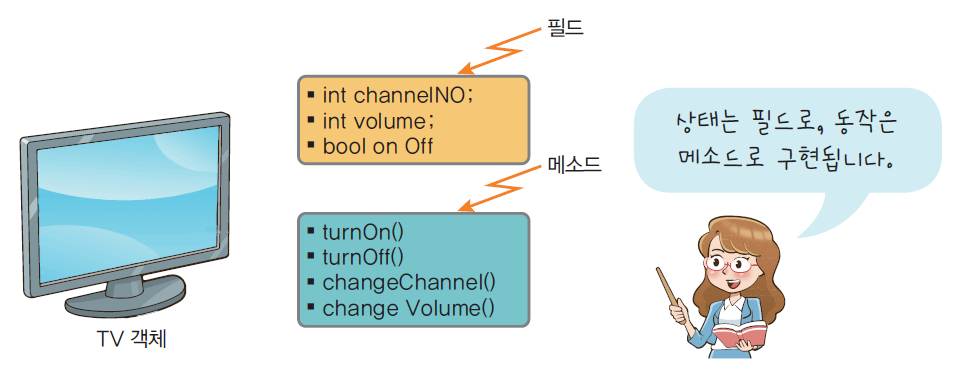 필드
▪ int channelNO;
▪ int volume;
▪ bool on Off
메소드
▪ turnOn()
▪ turnOff()
▪ changeChannel()
▪ change Volume()
TV 객체
상태는 필드로, 동작은
메소드로 구현됩니다.